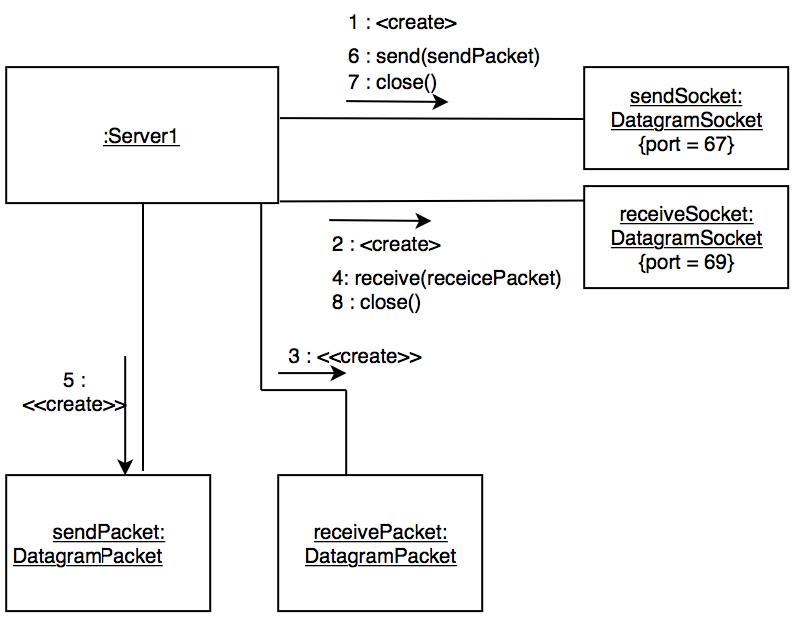 1 : <create>
6 : send(sendPacket)
7 : close()
:Server1
sendSocket:
DatagramSocket
{port = 67}
receiveSocket:
DatagramSocket
{port = 69}
2 : <create>
4: receive(receicePacket)
8 : close()
3 : <<create>>
5 :
<<create>>
sendPacket:
DatagramPacket
receivePacket:
DatagramPacket